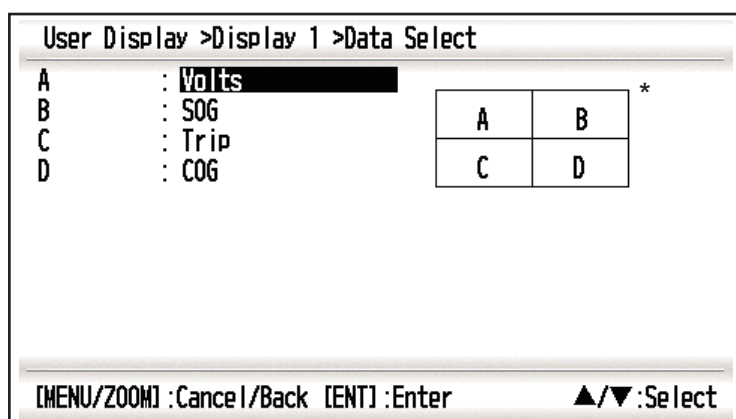 User Display >Display 1 >Data Select
A : Volts
B : SOG
C : Trip
D : COG
*
A B
C D
[MENU/ZOOM]:Cancel/Back [ENT]:Enter ▲/▼:Select